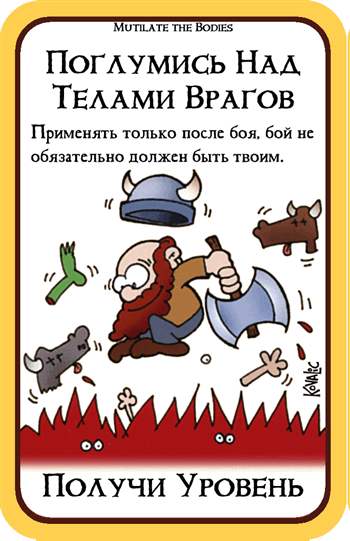 Mutilate the Bodies
Поглумись Над
Телами Врагов
Применять только после боя, бой не
обязательно должен быть твоим.
Kovalic
Получи Уровень